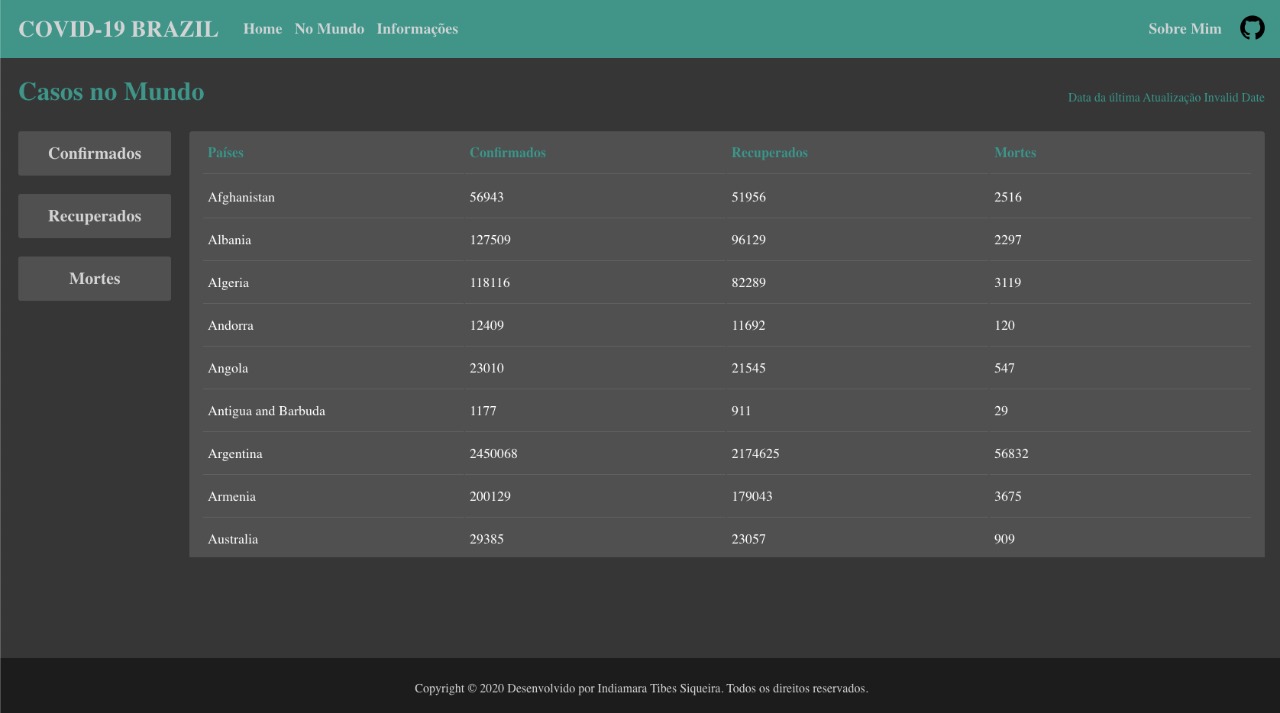 COVID-19 BRAZIL Home No Mundo Informações Sobre Mim
Casos no Mundo
Data da última Atualização Invalid Date
Confirmados
Recuperados
Mortes
Países Confirmados Recuperados Mortes
Afghanistan 56943 51956 2516
Albania 127509 96129 2297
Algeria 118116 82289 3119
Andorra 12409 11692 120
Angola 23010 21545 547
Antigua and Barbuda 1177 911 29
Argentina 2450068 2174625 56832
Armenia 200129 179043 3675
Australia 29385 23057 909
Copyright © 2020 Desenvolvido por Indiamara Tibes Siqueira. Todos os direitos reservados.